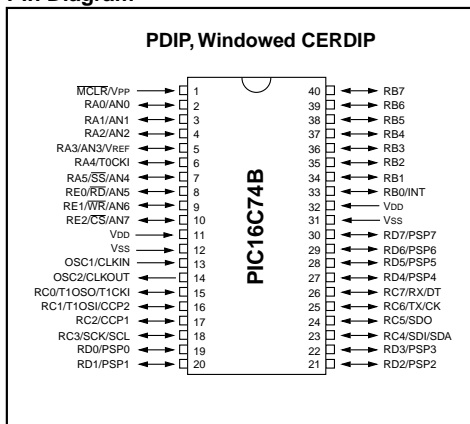 Pin Diagram
PDIP, Windowed CERDIP
MCLR/VPP 1
RA0/AN0 2
RA1/AN1 3
RA2/AN2 4
RA3/AN3/VREF 5
RA4/T0CKI 6
RA5/SS/AN4 7
RE0/RD/AN5 8
RE1/WR/AN6 9
RE2/CS/AN7 10
VDD 11
VSS 12
OSC1/CLKIN 13
OSC2/CLKOUT 14
RC0/T1OSO/T1CKI 15
RC1/T1OSI/CCP2 16
RC2/CCP1 17
RC3/SCK/SCL 18
RD0/PSP0 19
RD1/PSP1 20
PIC16C74B
40 RB7
39 RB6
38 RB5
37 RB4
36 RB3
35 RB2
34 RB1
33 RB0/INT
32 VDD
31 VSS
30 RD7/PSP7
29 RD6/PSP6
28 RD5/PSP5
27 RD4/PSP4
26 RC7/RX/DT
25 RC6/TX/CK
24 RC5/SDO
23 RC4/SDI/SDA
22 RD3/PSP3
21 RD2/PSP2